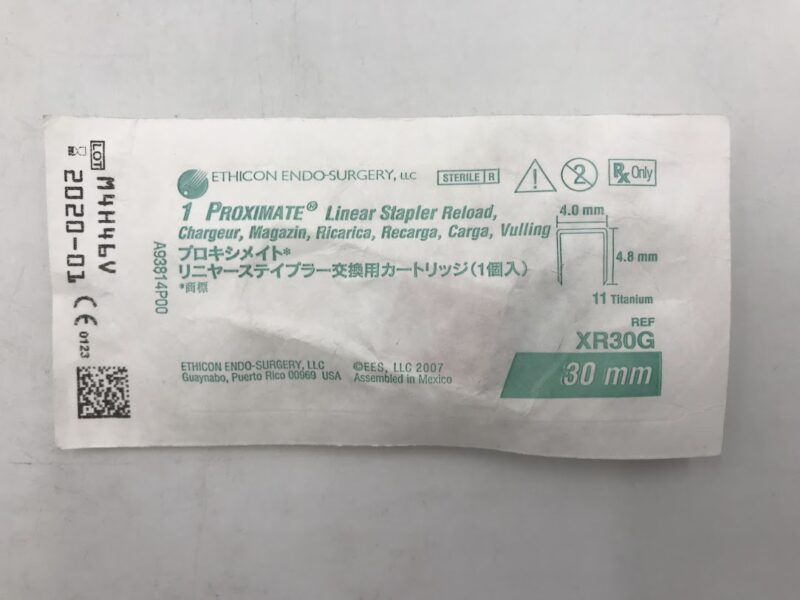 LOT M4H46V
2020-01
CE 0123
ETHICON ENDO-SURGERY, LLC
STERILE R
2
Rx Only
1 PROXIMATE® Linear Stapler Reload,
Chargeur, Magazin, Ricarica, Recarga, Carga, Vulling
プロキシメイト*
リニヤーステイプラー交換用カートリッジ(1個入)
*商標
A93814P00
4.0 mm
4.8 mm
11 Titanium
REF
XR30G
30 mm
ETHICON ENDO-SURGERY, LLC
Guaynabo, Puerto Rico 00969 USA
©EES, LLC 2007
Assembled in Mexico